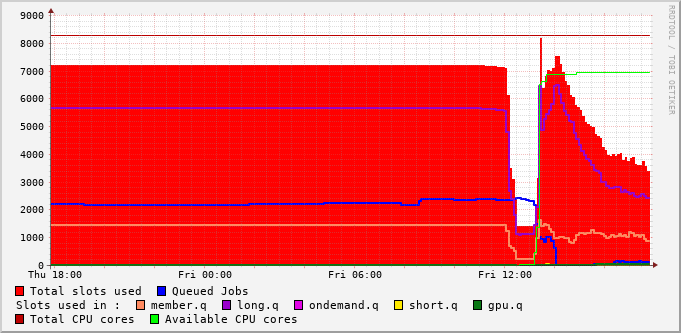 RRDTOOL / TOBI OETIKER
9000
8000
7000
6000
5000
4000
3000
2000
1000
0
Thu 18:00 Fri 00:00 Fri 06:00 Fri 12:00
Total slots used Queued Jobs
Slots used in : member.q long.q ondemand.q short.q gpu.q
Total CPU cores Available CPU cores